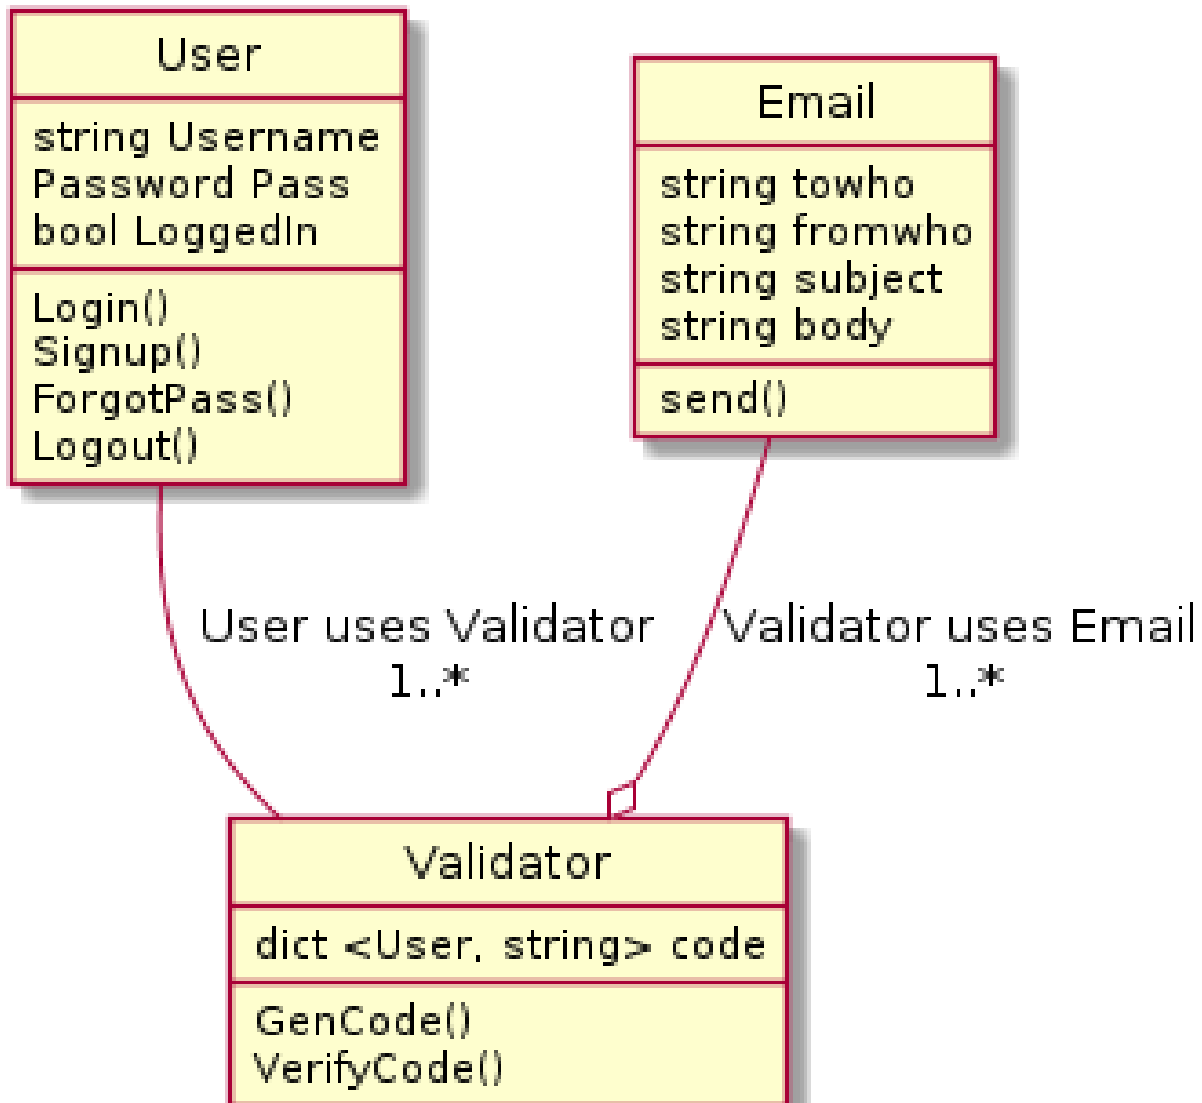 User
string Username
Password Pass
bool LoggedIn
Login()
Signup()
ForgotPass()
Logout()
Email
string towho
string fromwho
string subject
string body
send()
User uses Validator
1..*
Validator uses Email
1..*
Validator
dict <User, string> code
GenCode()
VerifyCode()